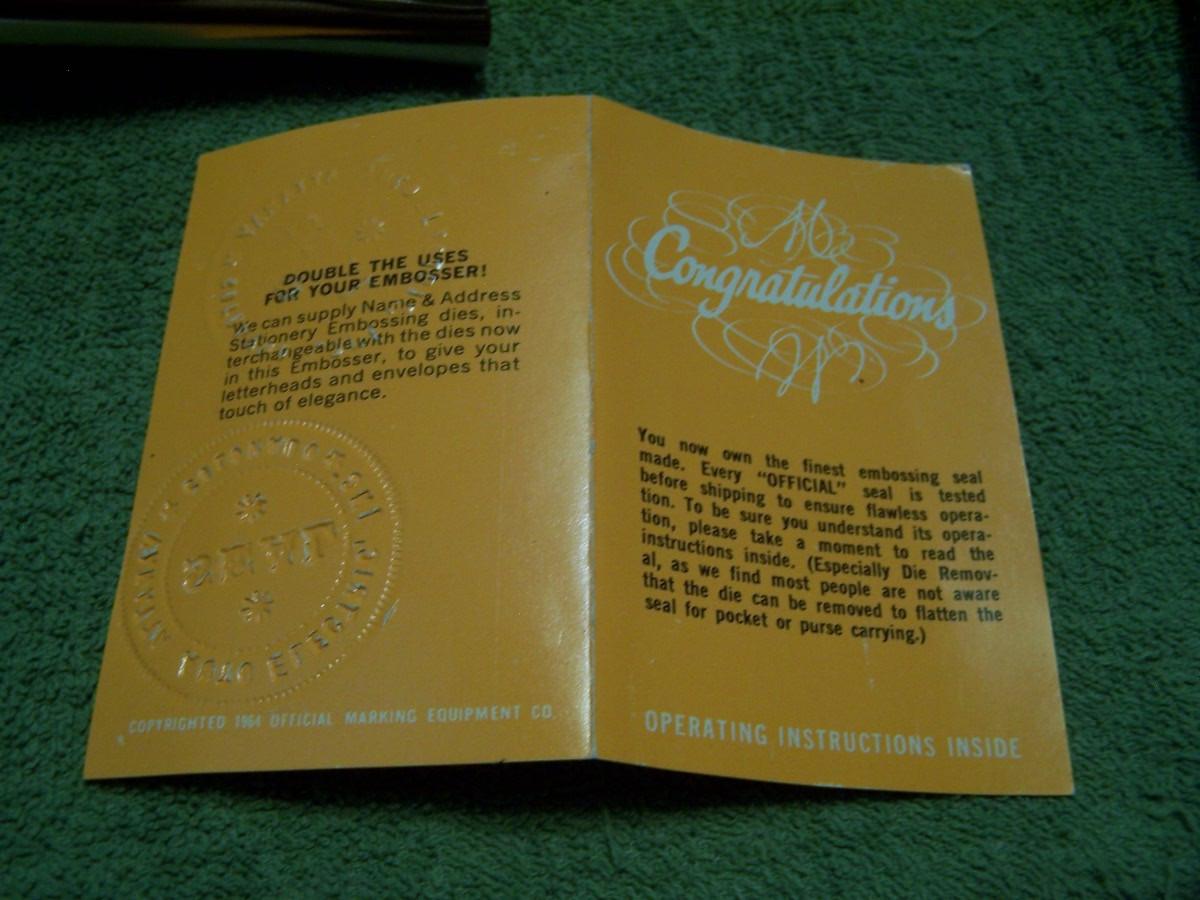 DOUBLE THE USES
FOR YOUR EMBOSSER!
We can supply Name & Address
Stationery Embossing dies, in-
terchangeable with the dies now
in this Embosser, to give your
letterheads and envelopes that
touch of elegance.
COPYRIGHTED 1964 OFFICIAL MARKING EQUIPMENT CO.
Congratulations
You now own the finest embossing seal
made. Every "OFFICIAL" seal is tested
before shipping to ensure flawless opera-
tion. To be sure you understand its opera-
tion, please take a moment to read the
instructions inside. (Especially Die Remov-
al, as we find most people are not aware
that the die can be removed to flatten the
seal for pocket or purse carrying.)
OPERATING INSTRUCTIONS INSIDE